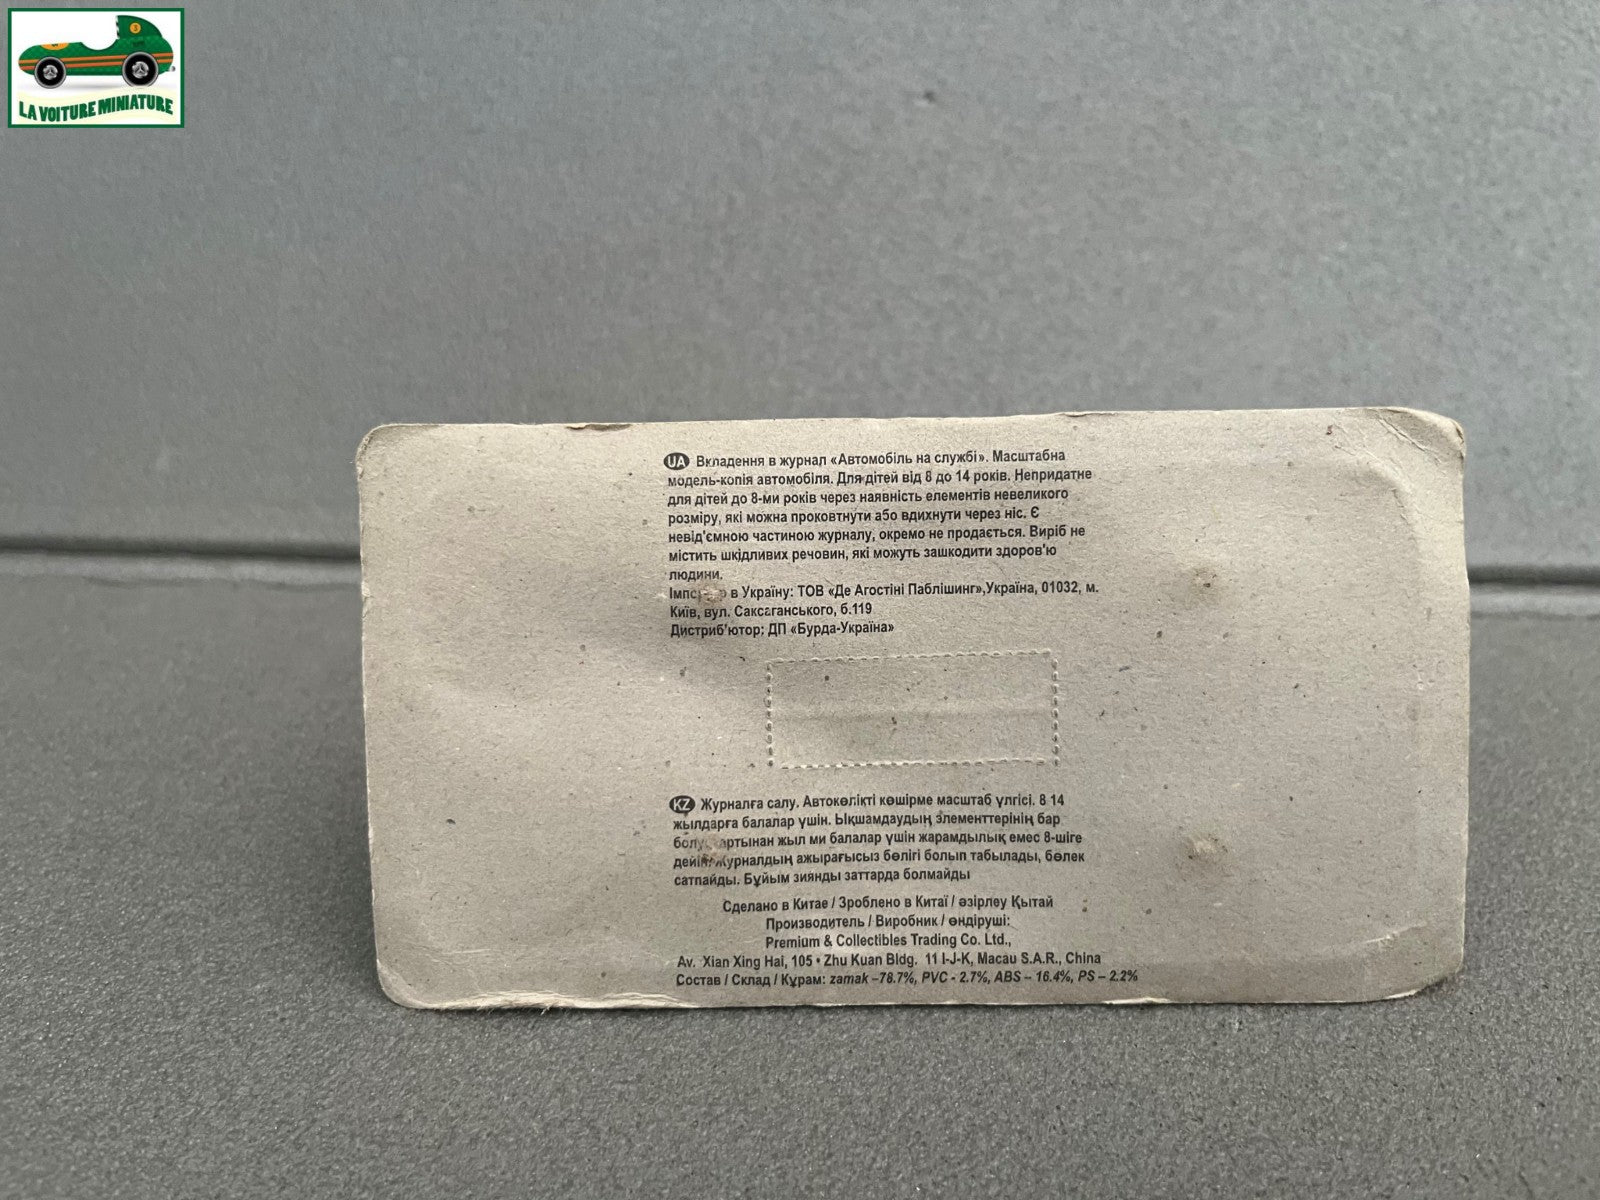 LA VOITURE MINIATURE
UA Вкладення в журнал «Автомобіль на службі». Масштабна
модель-копія автомобіля. Для дітей від 8 до 14 років. Непридатне
для дітей до 8-ми років через наявність елементів невеликого
розміру, які можна проковтнути або вдихнути через ніс. Є
невід'ємною частиною журналу, окремо не продається. Виріб не
містить шкідливих речовин, які можуть зашкодити здоров'ю
людини.
в Україну: ТОВ «Де Агостіні Паблішинг»,Україна, 01032, м.
Київ, вул. Саксаганського, б.119
Дистриб'ютор: ДП «Бурда-Україна»
KZ Журналға салу. Автокөлікті көшірме масштаб үлгісі. 8 14
жылдарға балалар үшін. Ықшамдаудың элементтерінің бар
жыл ми балалар үшін жарамдылық емес 8-шіге
дейін. Журналдың ажырағысыз бөлігі болып табылады, бөлек
сатпайды. Бұйым зиянды заттарда болмайды
Сделано в Китае / Зроблено в Китаї / әзірлеу Қытай
Производитель / Виробник / өндіруші:
Premium & Collectibles Trading Co. Ltd.,
Av. Xian Xing Hai, 105 • Zhu Kuan Bldg. 11 I-J-K, Macau S.A.R., China
Состав / Склад / Құрам: zamak –78.7%, PVC - 2.7%, ABS – 16.4%, PS – 2.2%